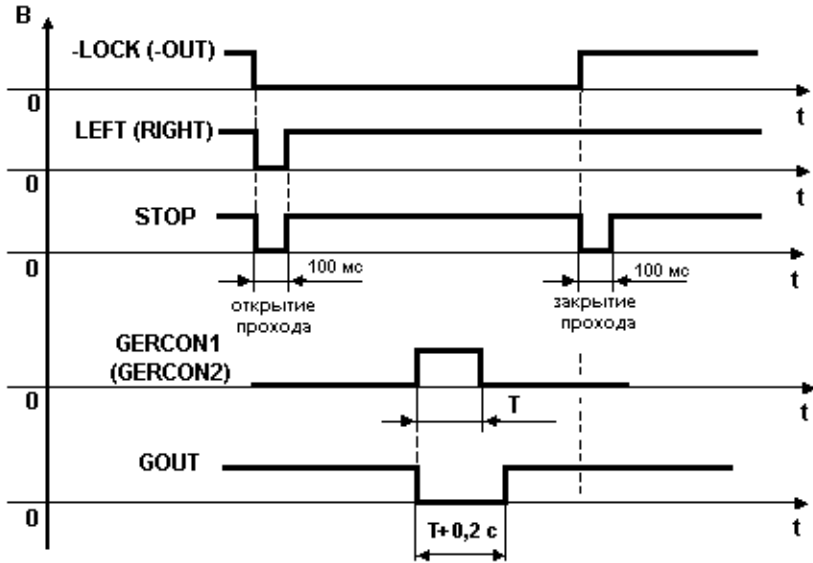 В
-LOCK (-OUT)
0
t
LEFT (RIGHT)
0
t
STOP
0
t
100 мс
100 мс
открытие
прохода
закрытие
прохода
GERCON1
(GERCON2)
0
T
t
GOUT
0
t
T+0,2 с